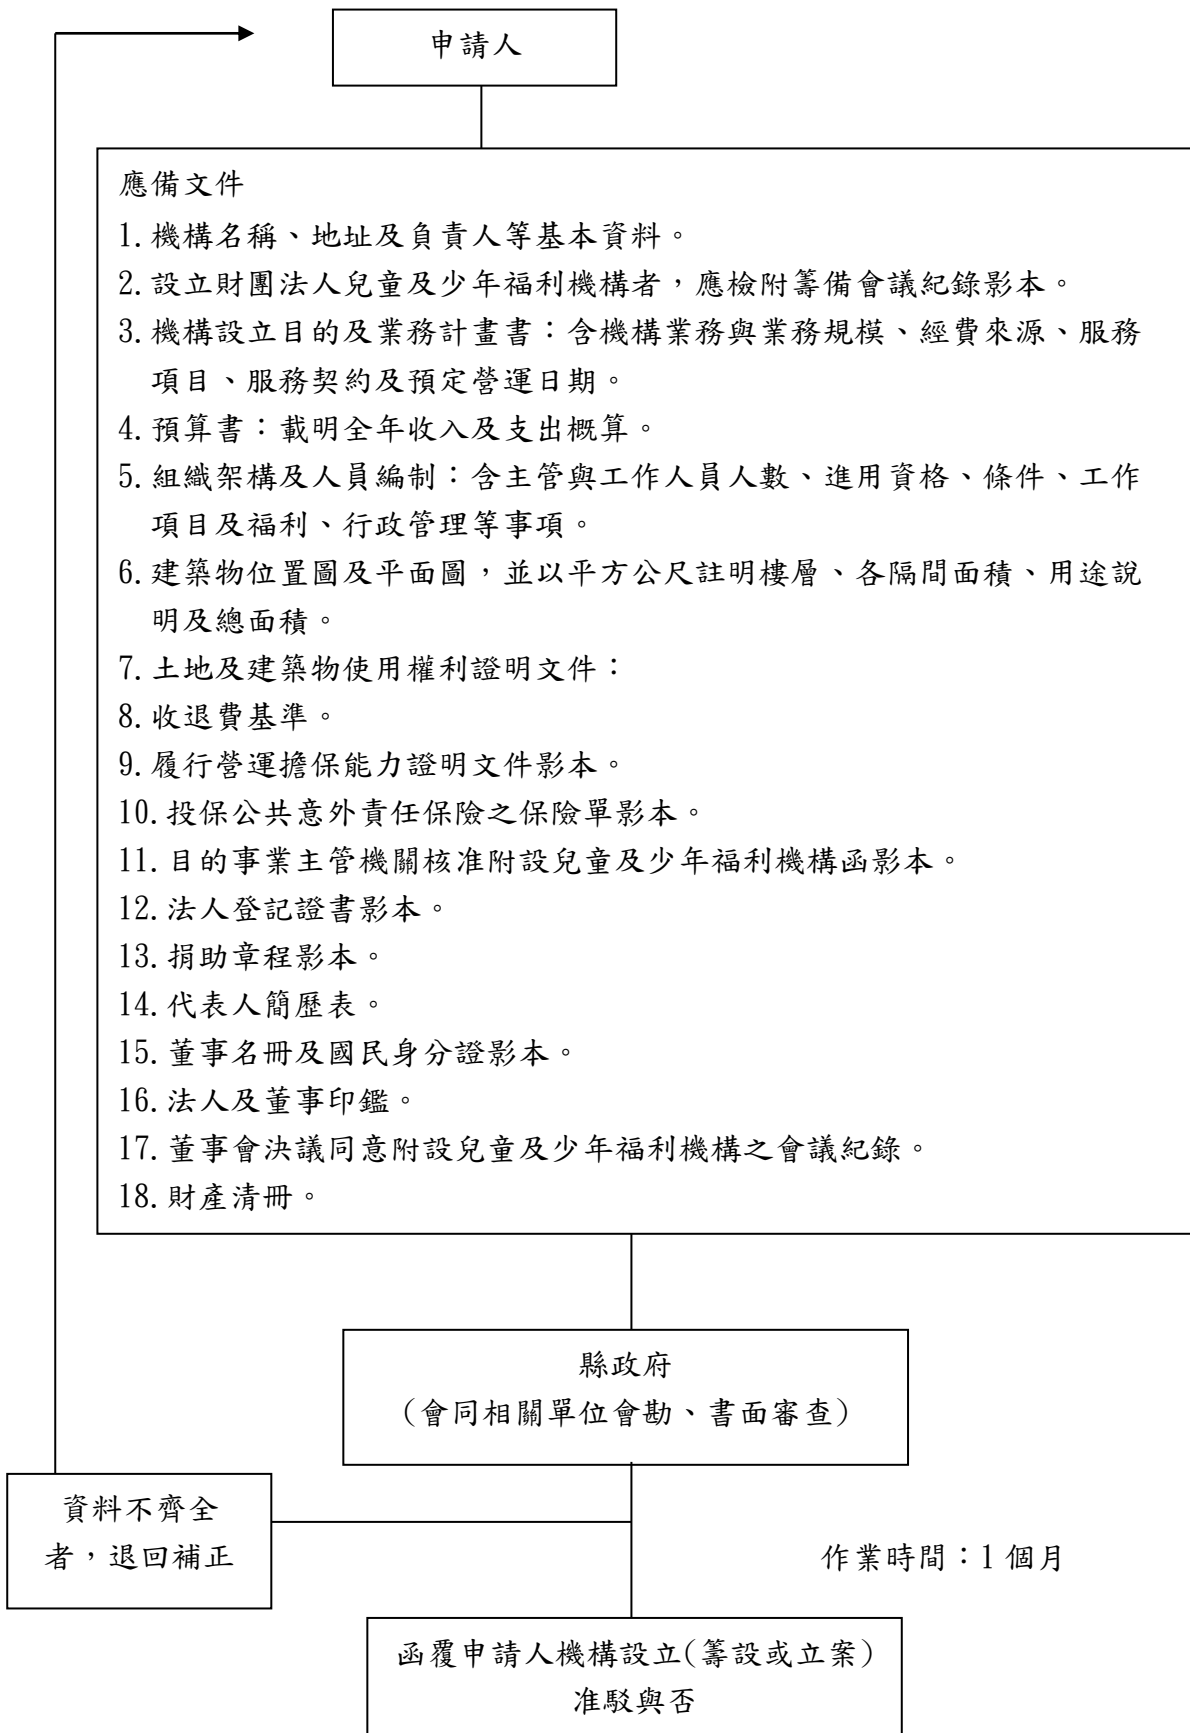 申請人
應備文件
1.機構名稱、地址及負責人等基本資料。
2.設立財團法人兒童及少年福利機構者，應檢附籌備會議紀錄影本。
3.機構設立目的及業務計畫書：含機構業務與業務規模、經費來源、服務
項目、服務契約及預定營運日期。
4.預算書：載明全年收入及支出概算。
5.組織架構及人員編制：含主管與工作人員人數、進用資格、條件、工作
項目及福利、行政管理等事項。
6.建築物位置圖及平面圖，並以平方公尺註明樓層、各隔間面積、用途說
明及總面積。
7.土地及建築物使用權利證明文件：
8.收退費基準。
9.履行營運擔保能力證明文件影本。
10.投保公共意外責任保險之保險單影本。
11.目的事業主管機關核准附設兒童及少年福利機構函影本。
12.法人登記證書影本。
13.捐助章程影本。
14.代表人簡歷表。
15.董事名冊及國民身分證影本。
16.法人及董事印鑑。
17.董事會決議同意附設兒童及少年福利機構之會議紀錄。
18.財產清冊。
縣政府
(會同相關單位會勘、書面審查)
資料不齊全
者，退回補正
作業時間：1 個月
函覆申請人機構設立(籌設或立案)
准駁與否